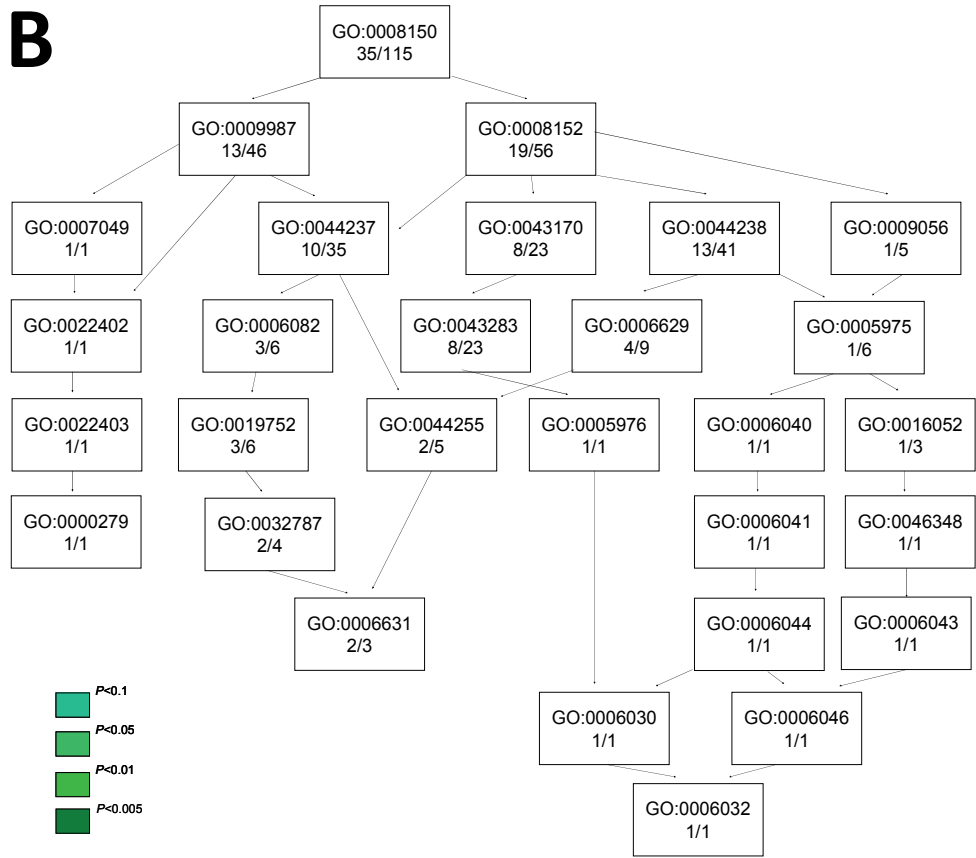 B
GO:0008150
35/115
GO:0009987
13/46
GO:0008152
19/56
GO:0007049
1/1
GO:0044237
10/35
GO:0043170
8/23
GO:0044238
13/41
GO:0009056
1/5
GO:0022402
1/1
GO:0006082
3/6
GO:0043283
8/23
GO:0006629
4/9
GO:0005975
1/6
GO:0022403
1/1
GO:0019752
3/6
GO:0044255
2/5
GO:0005976
1/1
GO:0006040
1/1
GO:0016052
1/3
GO:0000279
1/1
GO:0032787
2/4
GO:0006041
1/1
GO:0046348
1/1
GO:0006631
2/3
GO:0006044
1/1
GO:0006043
1/1
GO:0006030
1/1
GO:0006046
1/1
GO:0006032
1/1
P<0.1
P<0.05
P<0.01
P<0.005